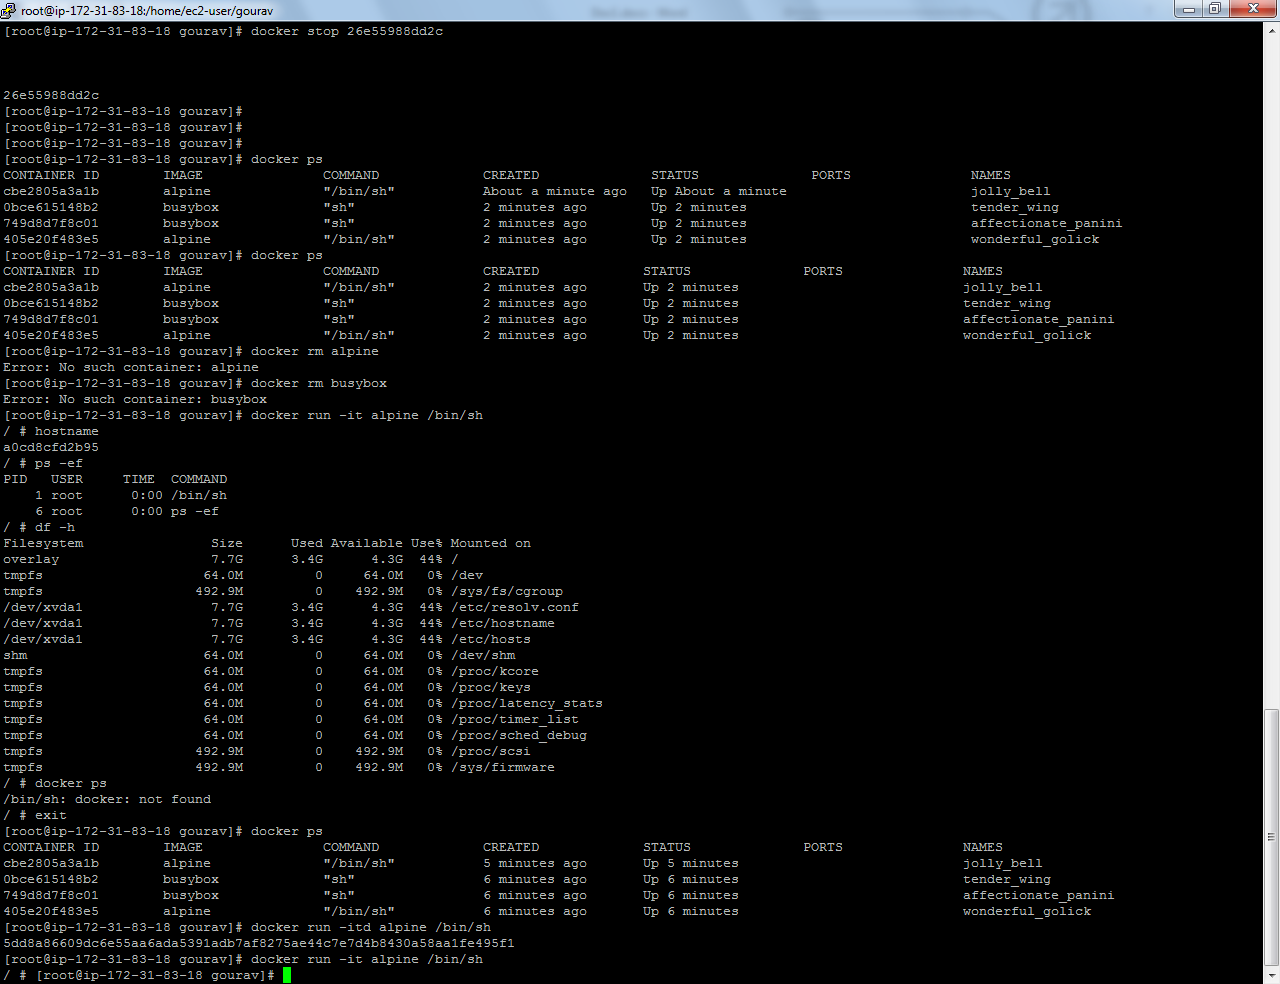 root@ip-172-31-83-18:/home/ec2-user/gourav
[root@ip-172-31-83-18 gourav]# docker stop 26e55988dd2c
26e55988dd2c
[root@ip-172-31-83-18 gourav]#
[root@ip-172-31-83-18 gourav]#
[root@ip-172-31-83-18 gourav]#
[root@ip-172-31-83-18 gourav]# docker ps
CONTAINER ID        IMAGE               COMMAND             CREATED              STATUS              PORTS               NAMES
cbe2805a3a1b        alpine              "/bin/sh"           About a minute ago   Up About a minute                       jolly_bell
0bce615148b2        busybox             "sh"                2 minutes ago        Up 2 minutes                            tender_wing
749d8d7f8c01        busybox             "sh"                2 minutes ago        Up 2 minutes                            affectionate_panini
405e20f483e5        alpine              "/bin/sh"           2 minutes ago        Up 2 minutes                            wonderful_golick
[root@ip-172-31-83-18 gourav]# docker ps
CONTAINER ID        IMAGE               COMMAND             CREATED             STATUS              PORTS               NAMES
cbe2805a3a1b        alpine              "/bin/sh"           2 minutes ago       Up 2 minutes                            jolly_bell
0bce615148b2        busybox             "sh"                2 minutes ago       Up 2 minutes                            tender_wing
749d8d7f8c01        busybox             "sh"                2 minutes ago       Up 2 minutes                            affectionate_panini
405e20f483e5        alpine              "/bin/sh"           2 minutes ago       Up 2 minutes                            wonderful_golick
[root@ip-172-31-83-18 gourav]# docker rm alpine
Error: No such container: alpine
[root@ip-172-31-83-18 gourav]# docker rm busybox
Error: No such container: busybox
[root@ip-172-31-83-18 gourav]# docker run -it alpine /bin/sh
/ # hostname
a0cd8cfd2b95
/ # ps -ef
PID   USER     TIME  COMMAND
    1 root      0:00 /bin/sh
    6 root      0:00 ps -ef
/ # df -h
Filesystem                Size      Used Available Use% Mounted on
overlay                   7.7G      3.4G      4.3G  44% /
tmpfs                    64.0M         0     64.0M   0% /dev
tmpfs                   492.9M         0    492.9M   0% /sys/fs/cgroup
/dev/xvda1                7.7G      3.4G      4.3G  44% /etc/resolv.conf
/dev/xvda1                7.7G      3.4G      4.3G  44% /etc/hostname
/dev/xvda1                7.7G      3.4G      4.3G  44% /etc/hosts
shm                      64.0M         0     64.0M   0% /dev/shm
tmpfs                    64.0M         0     64.0M   0% /proc/kcore
tmpfs                    64.0M         0     64.0M   0% /proc/keys
tmpfs                    64.0M         0     64.0M   0% /proc/latency_stats
tmpfs                    64.0M         0     64.0M   0% /proc/timer_list
tmpfs                    64.0M         0     64.0M   0% /proc/sched_debug
tmpfs                   492.9M         0    492.9M   0% /proc/scsi
tmpfs                   492.9M         0    492.9M   0% /sys/firmware
/ # docker ps
/bin/sh: docker: not found
/ # exit
[root@ip-172-31-83-18 gourav]# docker ps
CONTAINER ID        IMAGE               COMMAND             CREATED             STATUS              PORTS               NAMES
cbe2805a3a1b        alpine              "/bin/sh"           5 minutes ago       Up 5 minutes                            jolly_bell
0bce615148b2        busybox             "sh"                6 minutes ago       Up 6 minutes                            tender_wing
749d8d7f8c01        busybox             "sh"                6 minutes ago       Up 6 minutes                            affectionate_panini
405e20f483e5        alpine              "/bin/sh"           6 minutes ago       Up 6 minutes                            wonderful_golick
[root@ip-172-31-83-18 gourav]# docker run -itd alpine /bin/sh
5dd8a86609dc6e55aa6ada5391adb7af8275ae44c7e7d4b8430a58aa1fe495f1
[root@ip-172-31-83-18 gourav]# docker run -it alpine /bin/sh
/ # [root@ip-172-31-83-18 gourav]#